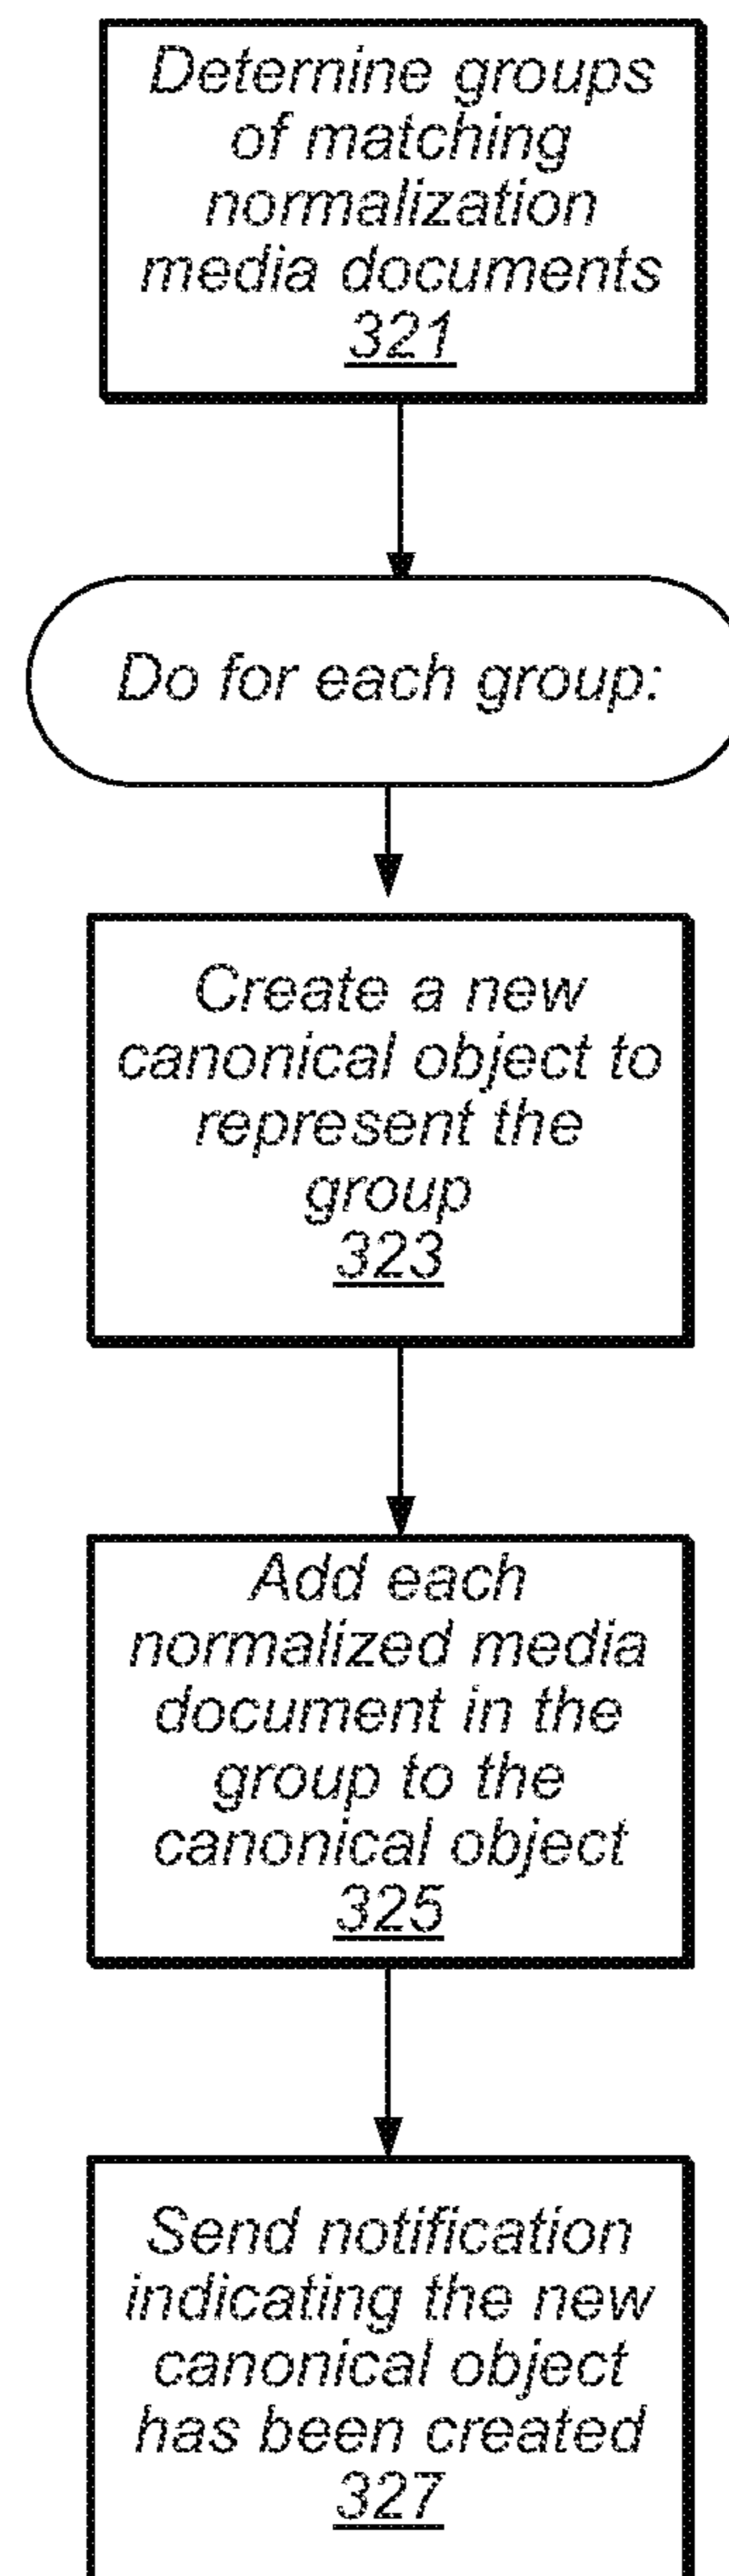 Deternine groups
of matching
normalization
media documents
321
Do for each group:
Create a new
canonical object to
represent the
group
323
Add each
normalized media
document in the
group to the
canonical object
325
Send notification
indicating the new
canonical object
has been created
327